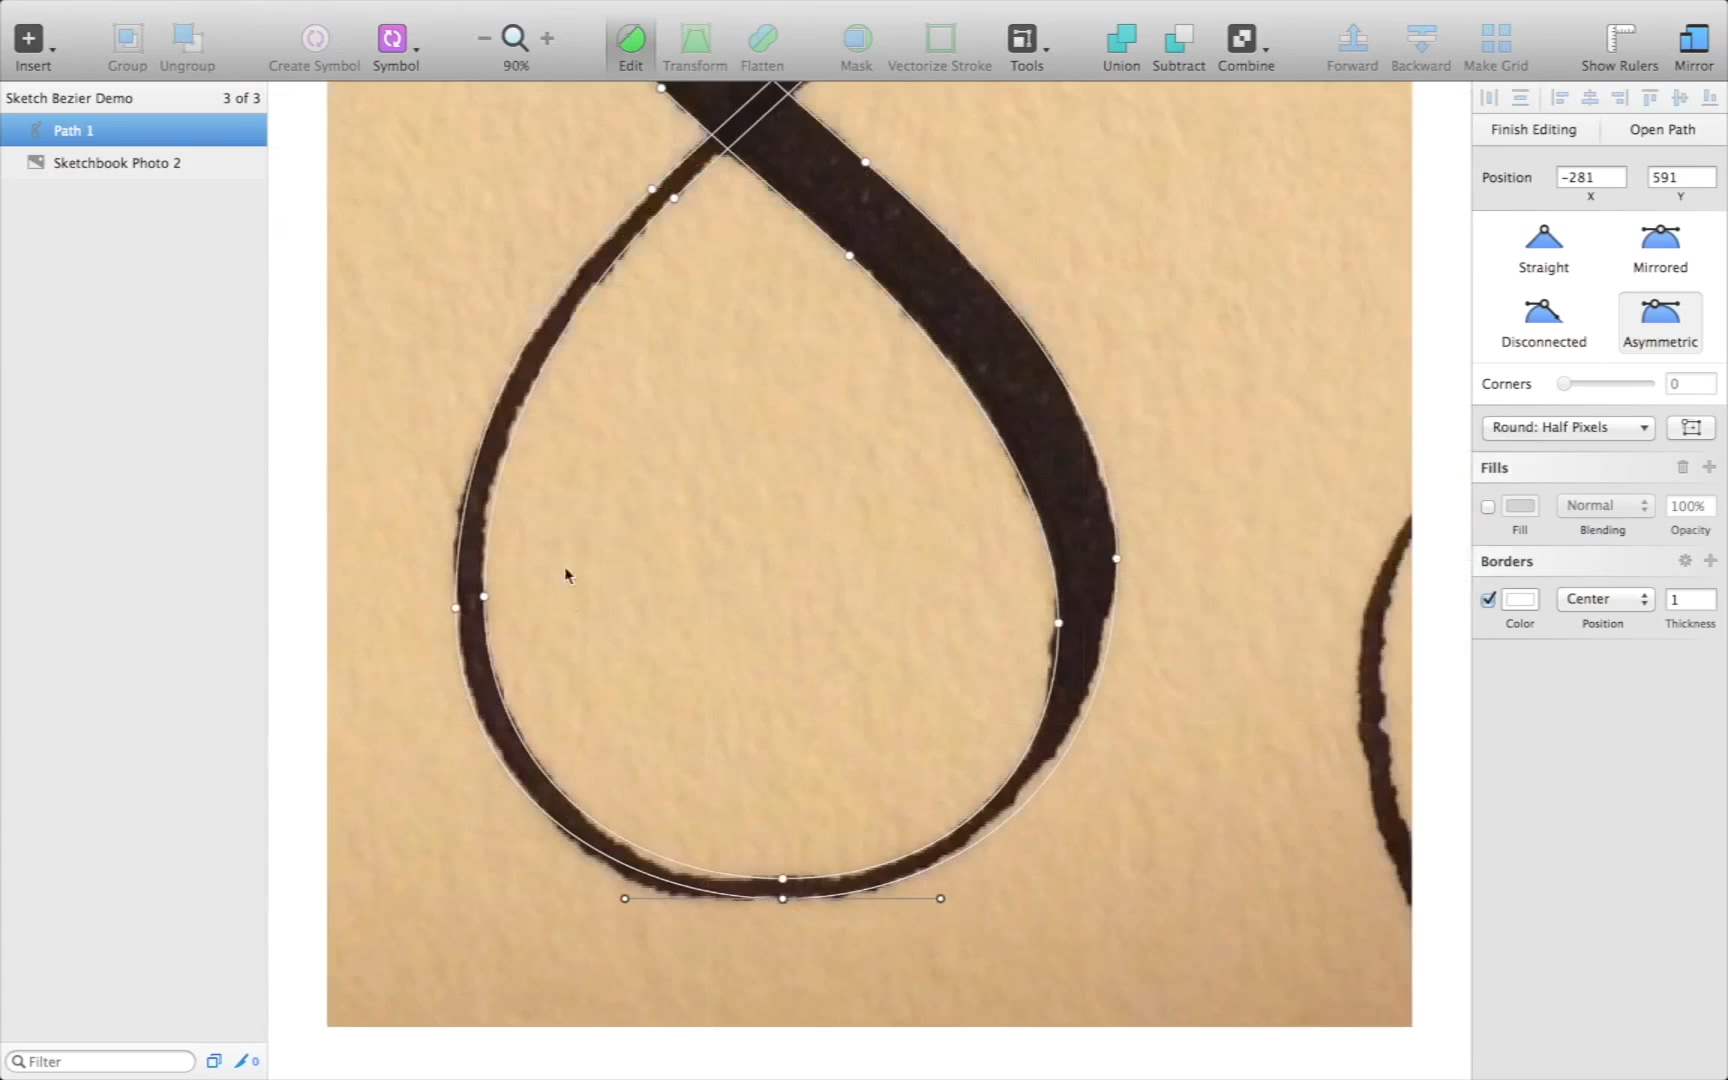 Insert
Group
Ungroup
Create Symbol
Symbol
90%
Edit
Transform
Flatten
Mask
Vectorize Stroke
Tools
Union
Subtract
Combine
Forward
Backward
Make Grid
Show Rulers
Mirror
Sketch Bezier Demo 3 of 3
Path 1
Sketchbook Photo 2
Filter
0
Finish Editing Open Path
Position -281 591
X Y
Straight Mirrored
Disconnected Asymmetric
Corners 0
Round: Half Pixels
Fills
Normal 100%
Fill Blending Opacity
Borders
Center 1
Color Position Thickness